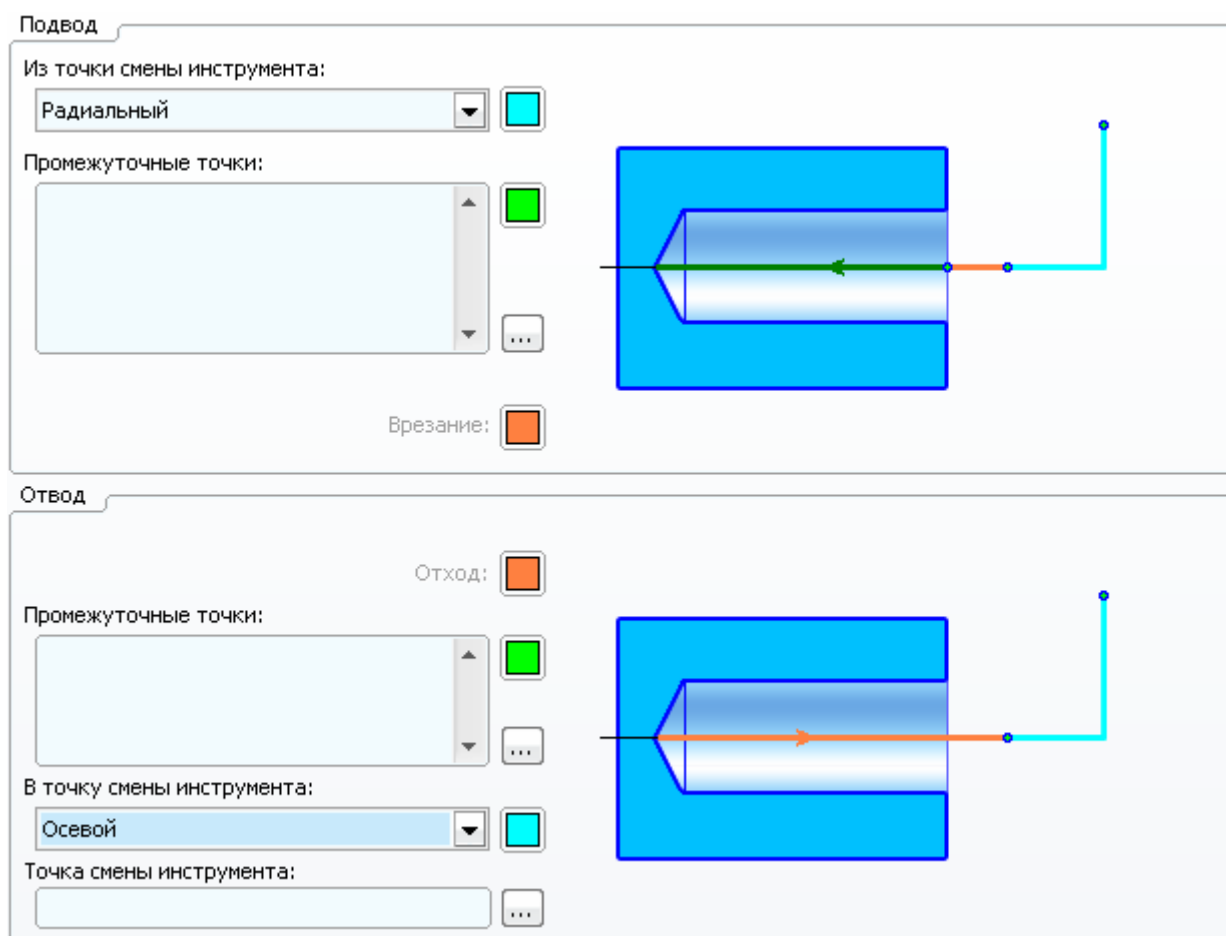 Подвод
Из точки смены инструмента:
Радиальный
Промежуточные точки:
...
Врезание:
Отвод
Отход:
Промежуточные точки:
...
В точку смены инструмента:
Осевой
Точка смены инструмента:
...